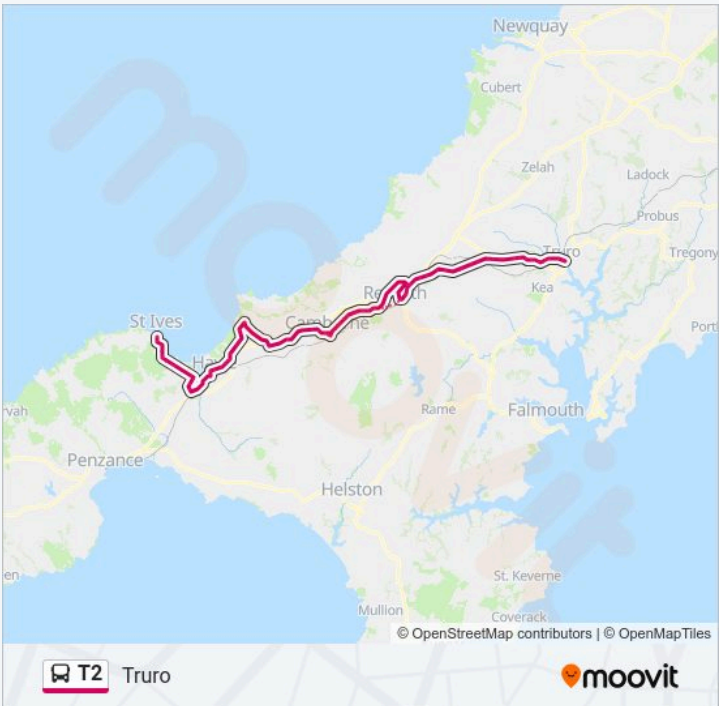 Newquay
Cubert
Zelah
Ladock
Probus
Truro
Tregony
Kea
Redruth
St Ives
Camborne
Hayle
Rame
Falmouth
Penzance
Helston
St. Keverne
Mullion
Coverack
© OpenStreetMap contributors | © OpenMapTiles
T2 Truro
moovit